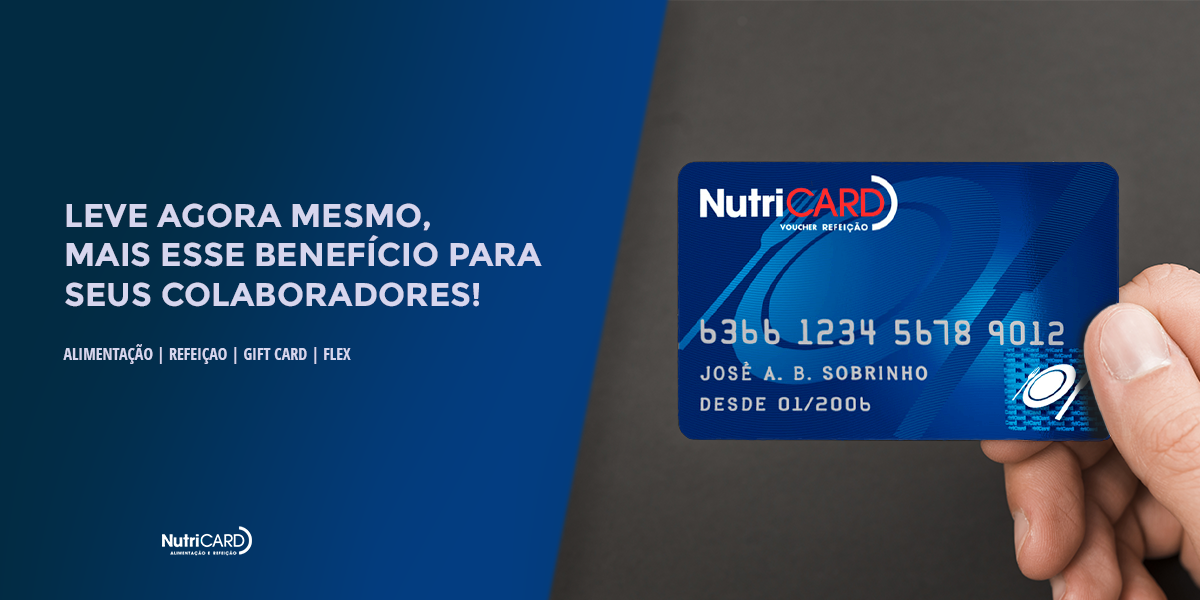 LEVE AGORA MESMO,
MAIS ESSE BENEFÍCIO PARA
SEUS COLABORADORES!
ALIMENTAÇÃO | REFEIÇAO | GIFT CARD | FLEX
NutriCARD
ALIMENTAÇÃO E REFEIÇÃO
NutriCARD
VOUCHER REFEIÇÃO
6366 1234 5678 9012
JOSÉ A. B. SOBRINHO
DESDE 01/2006